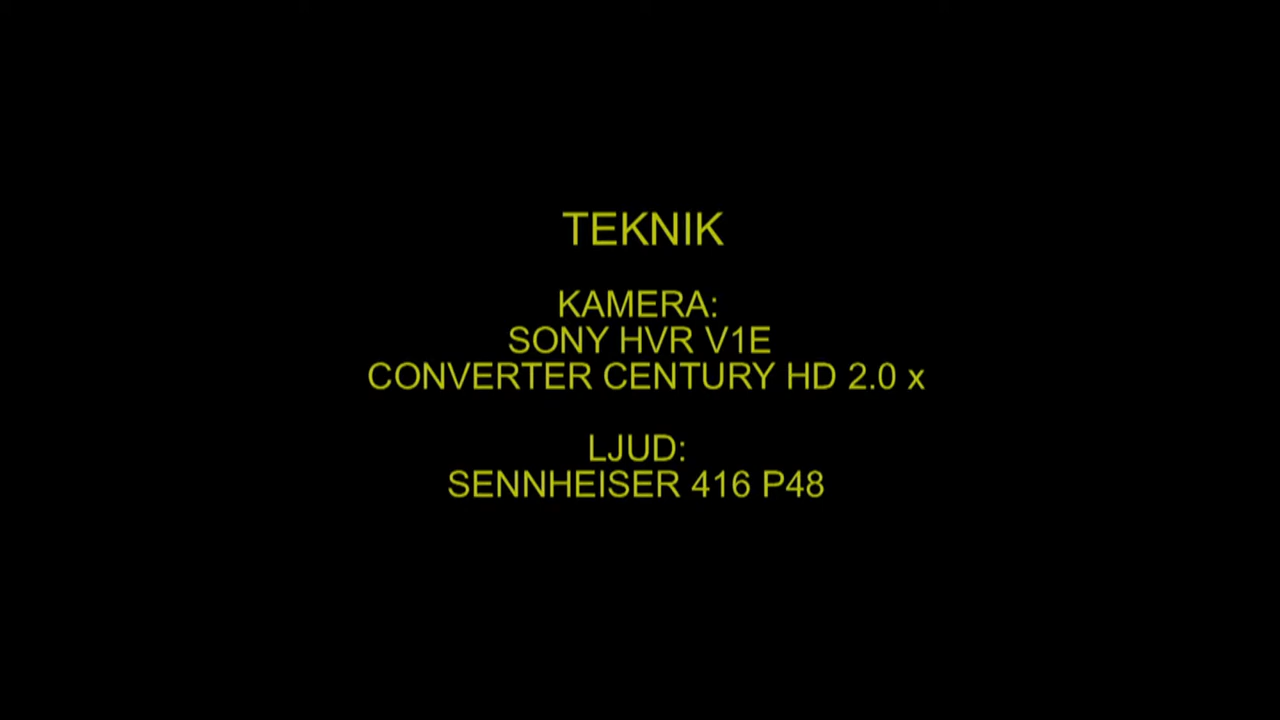 TEKNIK
KAMERA:
SONY HVR V1E
CONVERTER CENTURY HD 2.0 x
LJUD:
SENNHEISER 416 P48